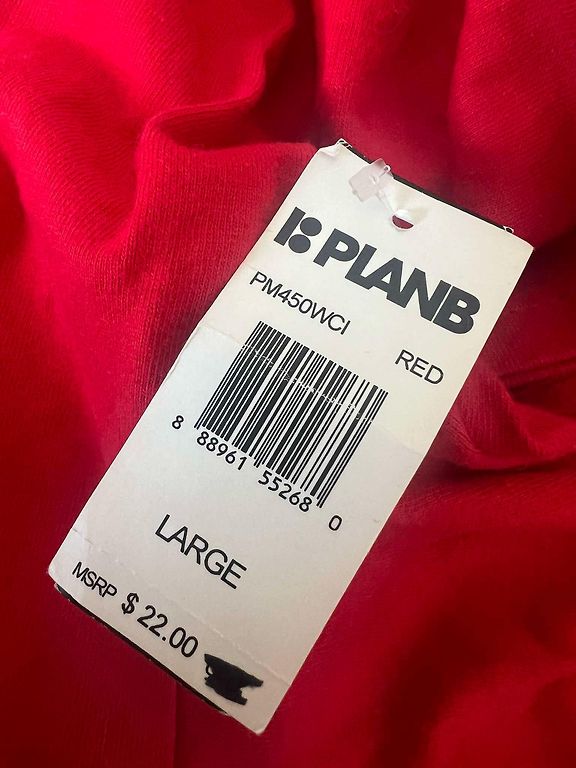 PLANB
PM450WCI
RED
8 88961 55268 0
LARGE
MSRP $ 22.00